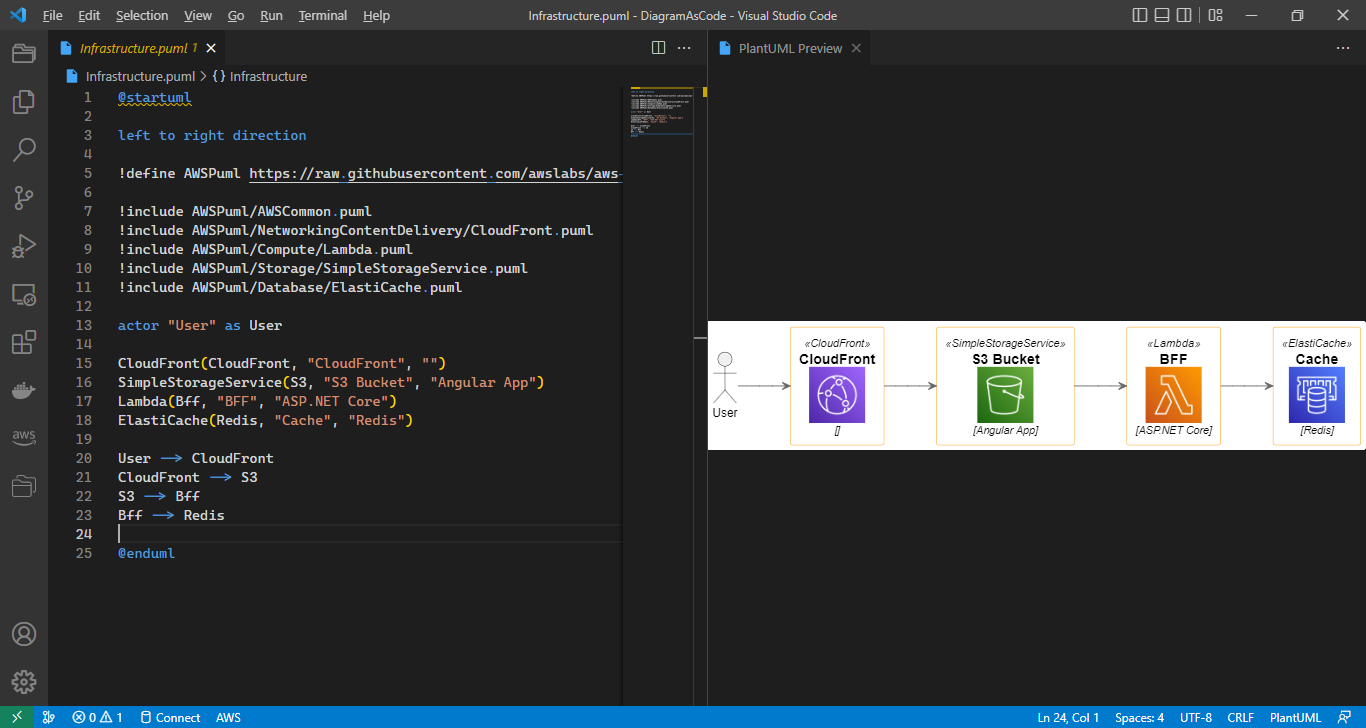 File Edit Selection View Go Run Terminal Help
Infrastructure.puml - DiagramAsCode - Visual Studio Code
Infrastructure.puml 1
Infrastructure.puml > {} Infrastructure
1 @startuml
2
3 left to right direction
4
5 !define AWSPuml https://raw.githubusercontent.com/awslabs/aws-
6
7 !include AWSPuml/AWSCommon.puml
8 !include AWSPuml/NetworkingContentDelivery/CloudFront.puml
9 !include AWSPuml/Compute/Lambda.puml
10 !include AWSPuml/Storage/SimpleStorageService.puml
11 !include AWSPuml/Database/ElastiCache.puml
12
13 actor "User" as User
14
15 CloudFront(CloudFront, "CloudFront", "")
16 SimpleStorageService(S3, "S3 Bucket", "Angular App")
17 Lambda(Bff, "BFF", "ASP.NET Core")
18 ElastiCache(Redis, "Cache", "Redis")
19
20 User --> CloudFront
21 CloudFront --> S3
22 S3 --> Bff
23 Bff --> Redis
24
25 @enduml
PlantUML Preview
User
«CloudFront»
CloudFront
[]
«SimpleStorageService»
S3 Bucket
[Angular App]
«Lambda»
BFF
[ASP.NET Core]
«ElastiCache»
Cache
[Redis]
aws
0 1 Connect AWS
Ln 24, Col 1 Spaces: 4 UTF-8 CRLF PlantUML